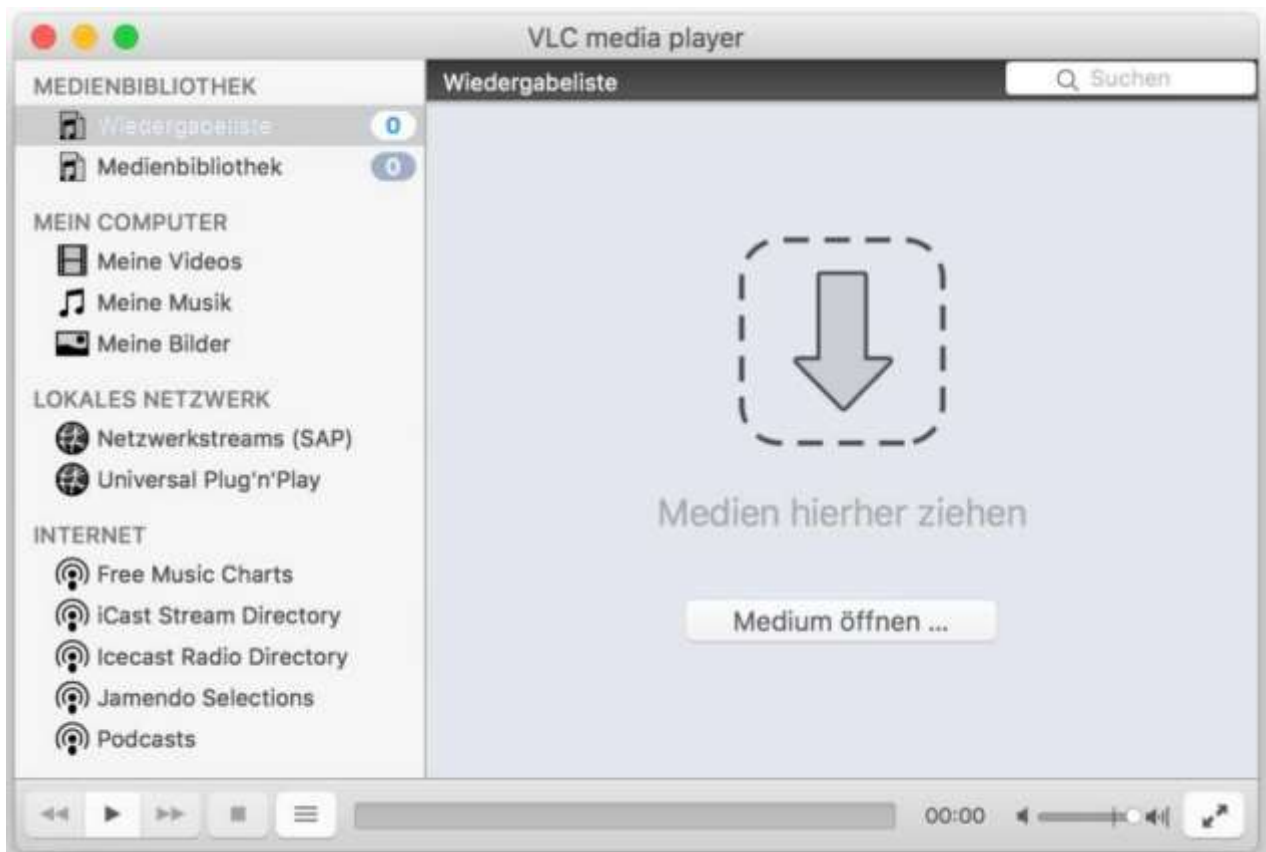 VLC media player
MEDIENBIBLIOTHEK
Wiedergabeliste 0
Medienbibliothek 0
MEIN COMPUTER
Meine Videos
Meine Musik
Meine Bilder
LOKALES NETZWERK
Netzwerkstreams (SAP)
Universal Plug'n'Play
INTERNET
Free Music Charts
iCast Stream Directory
Icecast Radio Directory
Jamendo Selections
Podcasts
Wiedergabeliste
Suchen
Medien hierher ziehen
Medium öffnen ...
00:00